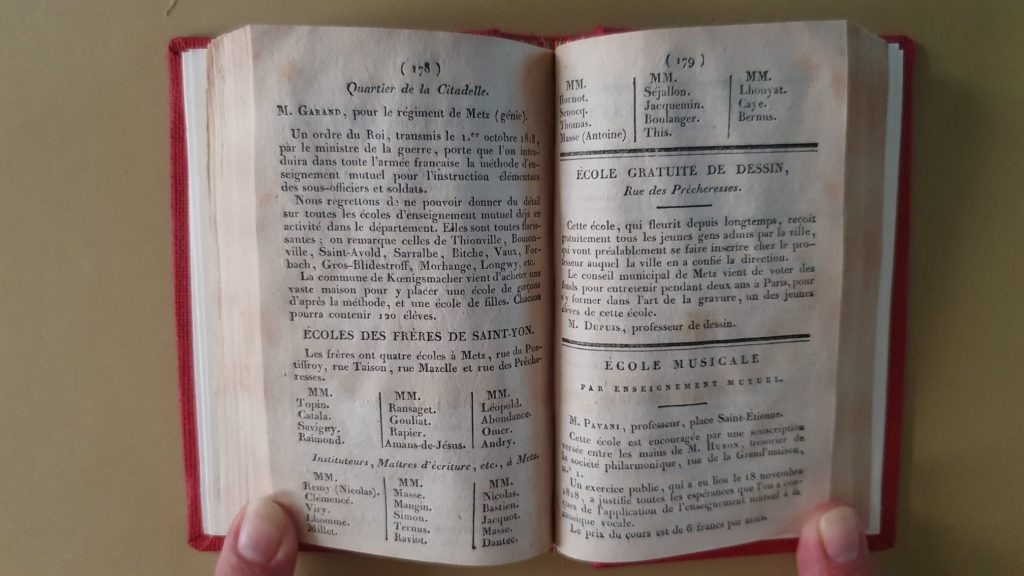 ( 178 )
Quartier de la Citadelle.
M. GARAND, pour le régiment de Metz (génie).
Un ordre du Roi, transmis le 1.er octobre 1818,
par le ministre de la guerre, porte que l'on intro-
duira dans toute l'armée française la méthode d'en-
seignement mutuel pour l'instruction élémentaire
des sous-officiers et soldats.
Nous regrettons de ne pouvoir donner du détail
sur toutes les écoles d'enseignement mutuel déjà en
activité dans le département. Elles sont toutes floris-
santes ; on remarque celles de Thionville, Bouzon-
ville, Saint-Avold, Sarralbe, Bitche, Vaux, For-
bach, Gros-Blidestroff, Morhange, Longwy, etc.
La commune de Kœnigsmacher vient d'acheter une
vaste maison pour y placer une école de garçons
d'après la méthode, et une école de filles. Chacune
pourra contenir 120 élèves.
ÉCOLES DES FRÈRES DE SAINT-YON.
Les frères ont quatre écoles à Metz, rue du Pon-
tiffroy, rue Taison, rue Mazelle et rue des Prêche-
resses.
MM. MM. MM.
Topin. Ransaget. Léopold.
Catala. Gouliat. Abondance.
Savigny. Rapier. Omer.
Raimond. Amans-de-Jésus. Andry.
Instituteurs, Maîtres d'écriture, etc., à Metz.
MM. MM. MM.
Remy (Nicolas). Masse. Nicolas.
Clémence. Mangin. Bastien.
Viry. Simon. Jacquot.
Lhomme. Ternus. Masse.
Millet. Raviot. Dantec.
( 179 )
MM. MM. MM.
Hornot. Séjallon. Lhouyat.
Senocq. Jacquemin. Caye.
Thomas. Boulanger. Bernus.
Masse (Antoine) This.
ÉCOLE GRATUITE DE DESSIN,
Rue des Prêcheresses.
Cette école, qui fleurit depuis longtemps, reçoit
gratuitement tous les jeunes gens admis par la ville,
qui vont préalablement se faire inscrire chez le pro-
fesseur auquel la ville en a confié la direction.
Le conseil municipal de Metz vient de voter des
fonds pour entretenir pendant deux ans a Paris, pour
s'y former dans l'art de la gravure, un des jeunes
élèves de cette école.
M. DUPUIS, professeur de dessin.
ÉCOLE MUSICALE
PAR ENSEIGNEMENT MUTUEL.
M. PAVANI, professeur, place Saint-Etienne.
Cette école est encouragée par une souscription
versée entre les mains de M. HUSON, trésorier de
la société philarmonique, rue de la Grand'maison,
n.° 1.
Un exercice public, qui a eu lieu le 18 novembre
1818, a justifié toutes les espérances que l'on a con-
ques de l'application de l'enseignement mutuel à la
musique vocale.
Le prix du cours est de 6 francs par mois.